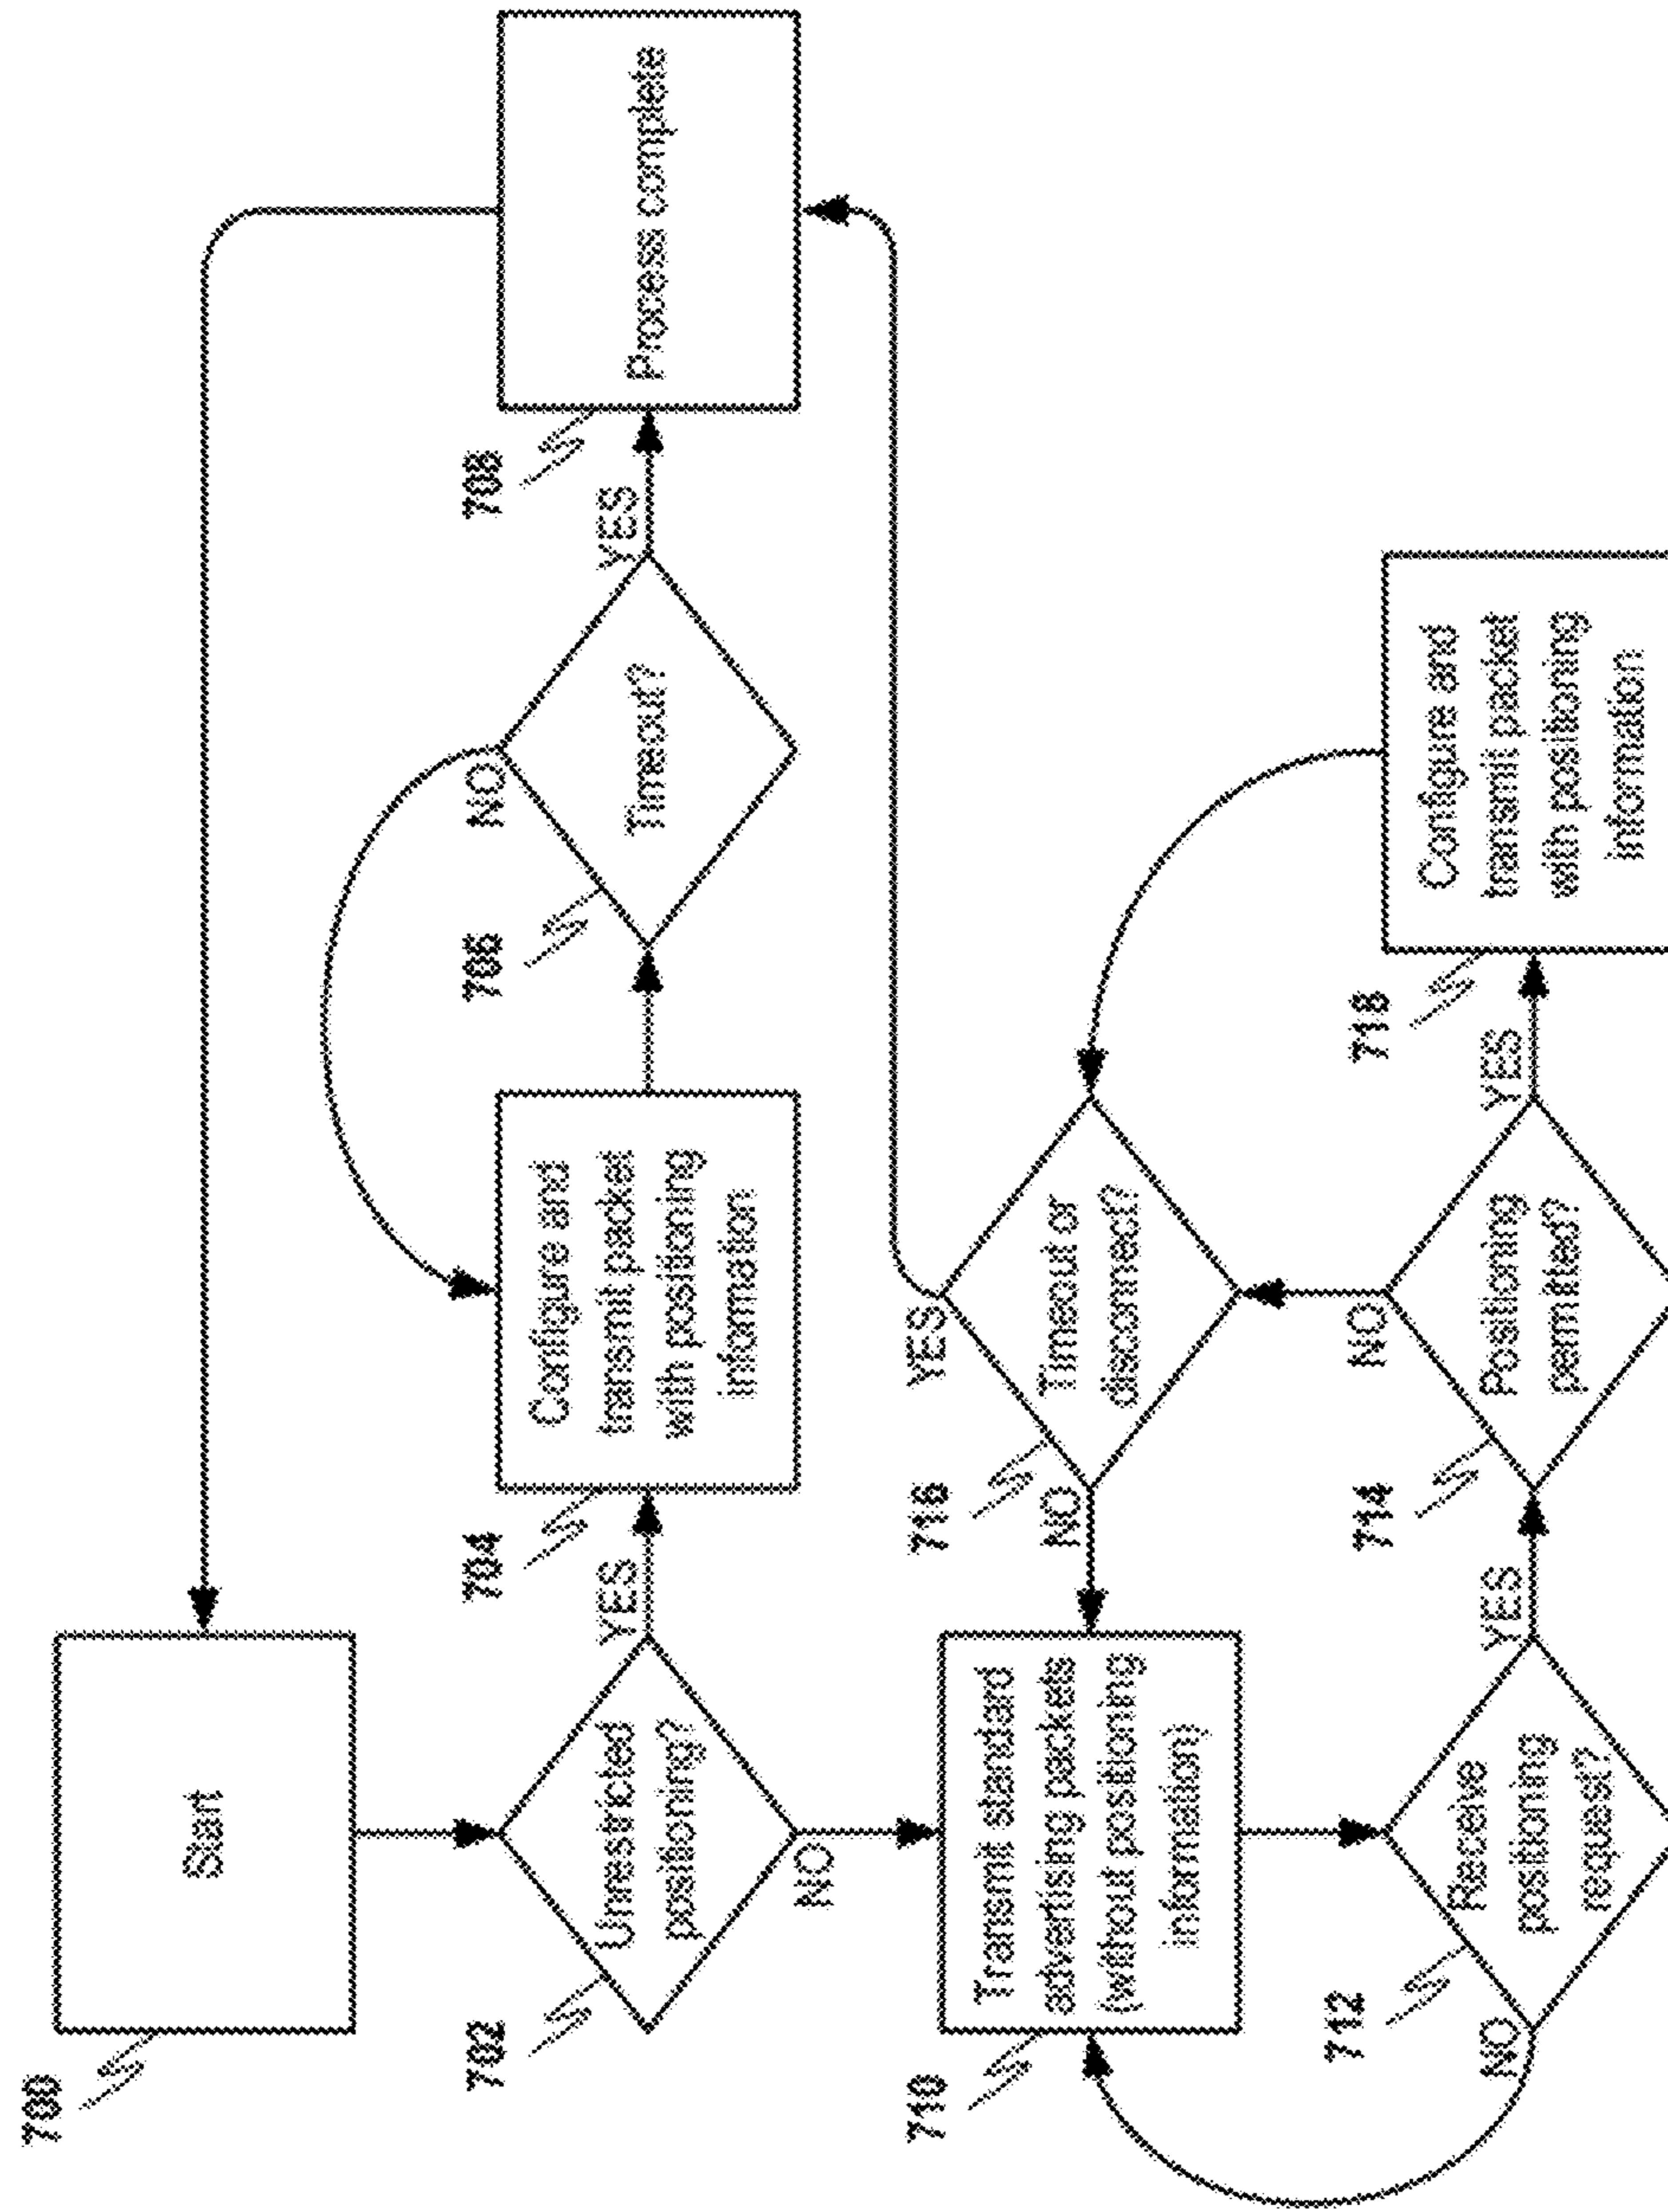 700
Start
702
Unrestricted
positioning?
YES
NO
704
Configure and
transmit packet
with positioning
information
706
Timeout?
NO
YES
708
Process complete
710
Transmit standard
advertising packets
(without positioning
information)
712
Receive
positioning
request?
NO
YES
714
Positioning
permitted?
NO
YES
716
Timeout or
disconnect?
NO
YES
718
Configure and
transmit packet
with positioning
information